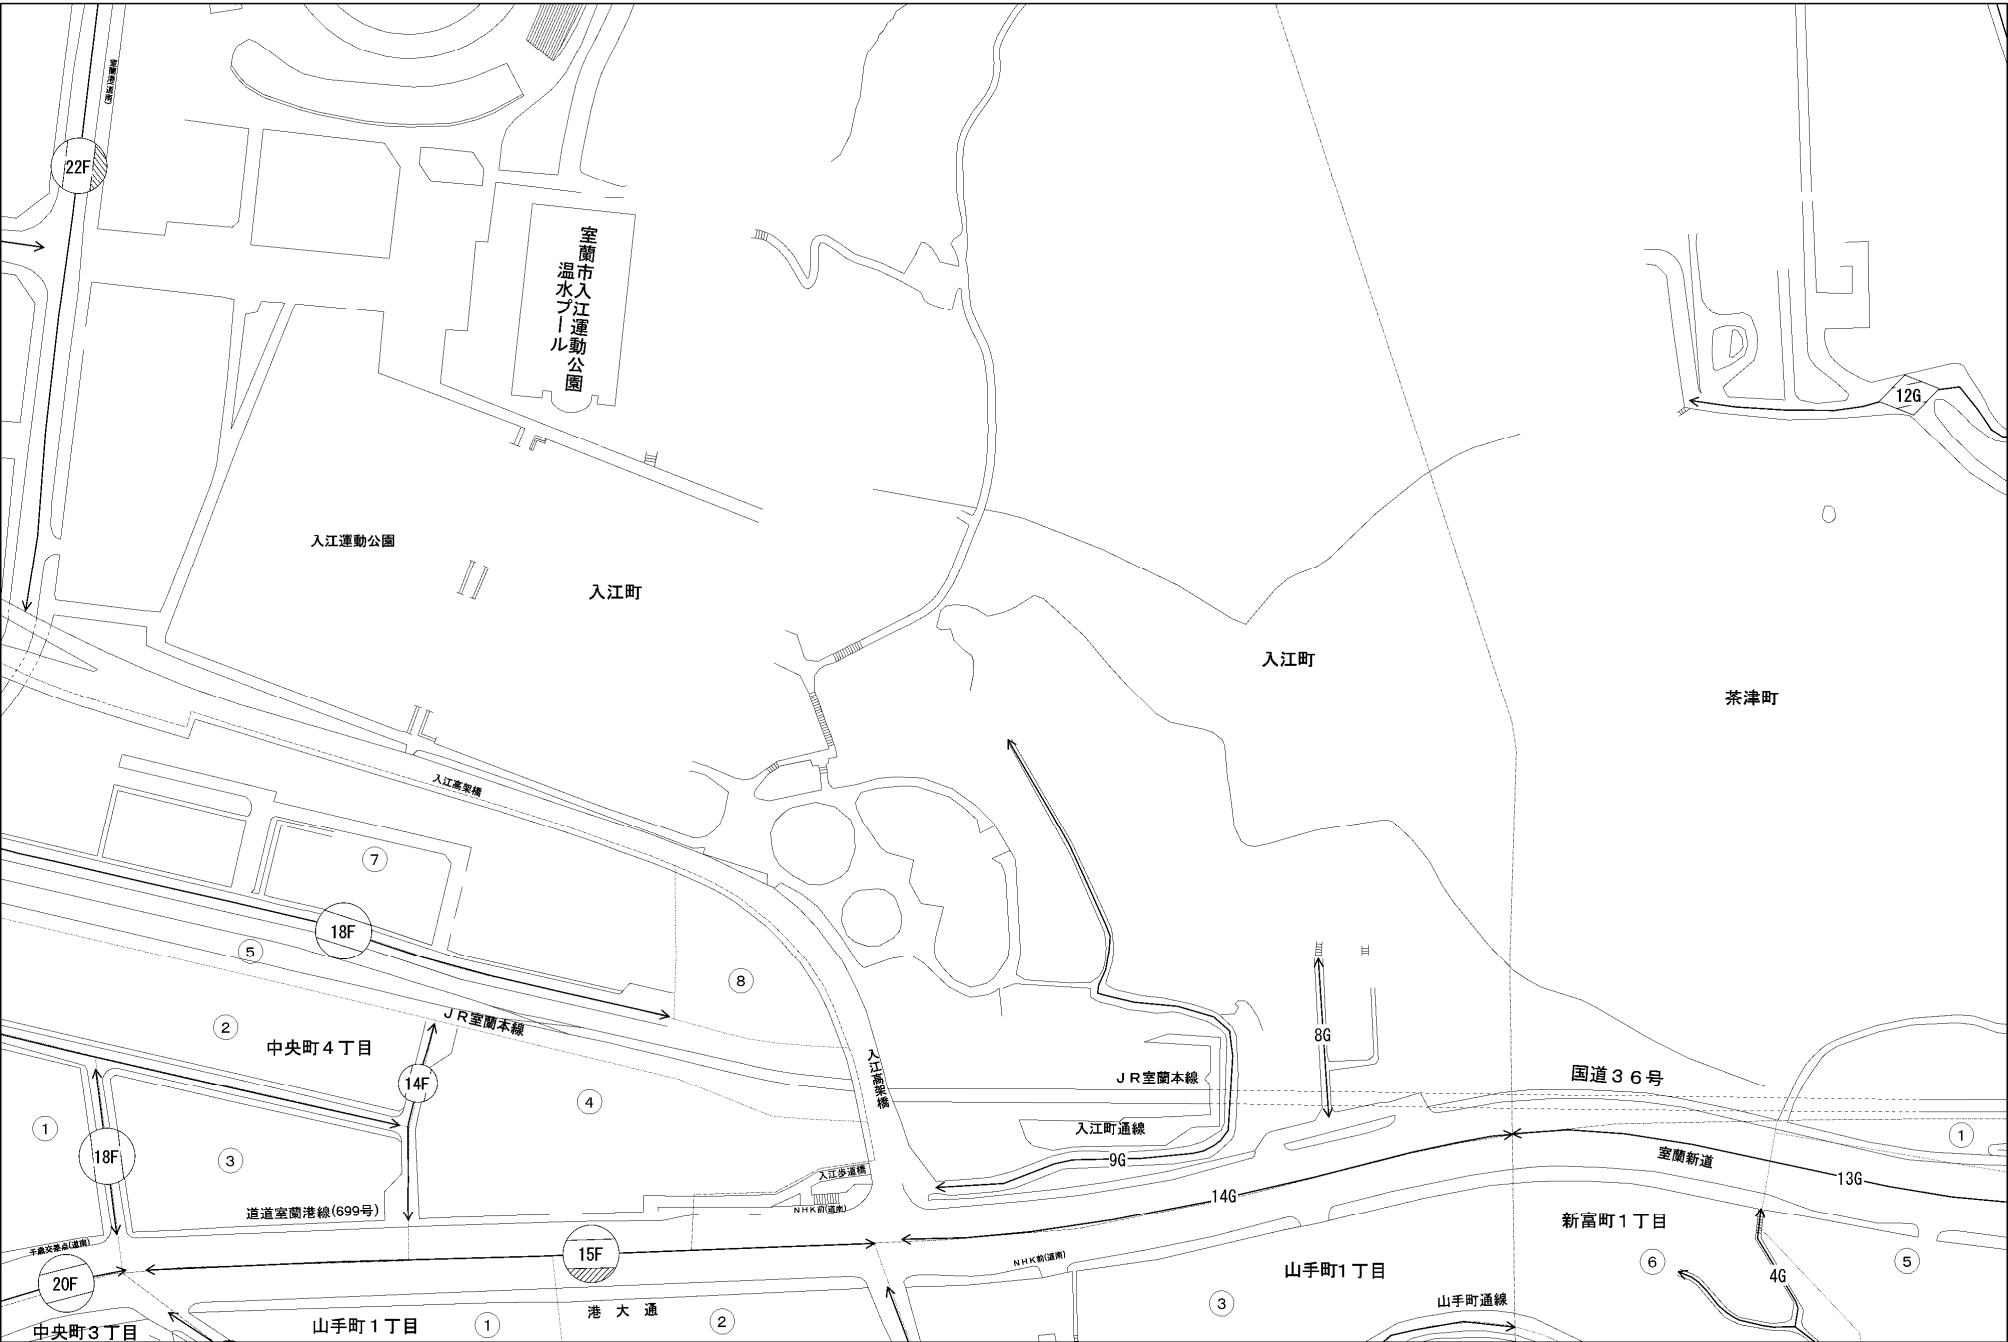 室蘭港(道南)
22F
室蘭市入江運動公園
温水プール
12G
入江運動公園
入江町
入江町
茶津町
入江高架橋
⑦
18F
⑤
⑧
②
中央町4丁目
JR室蘭本線
14F
④
入江高架橋
8G
JR室蘭本線
国道36号
①
18F
③
入江町通線
9G
入江歩道橋
室蘭新道
①
13G
道道室蘭港線(699号)
NHK前(道南)
14G
新富町1丁目
15F
NHK前(道南)
山手町1丁目
⑥
⑤
4G
20F
中央町3丁目
山手町1丁目
①
港大通
②
③
山手町通線